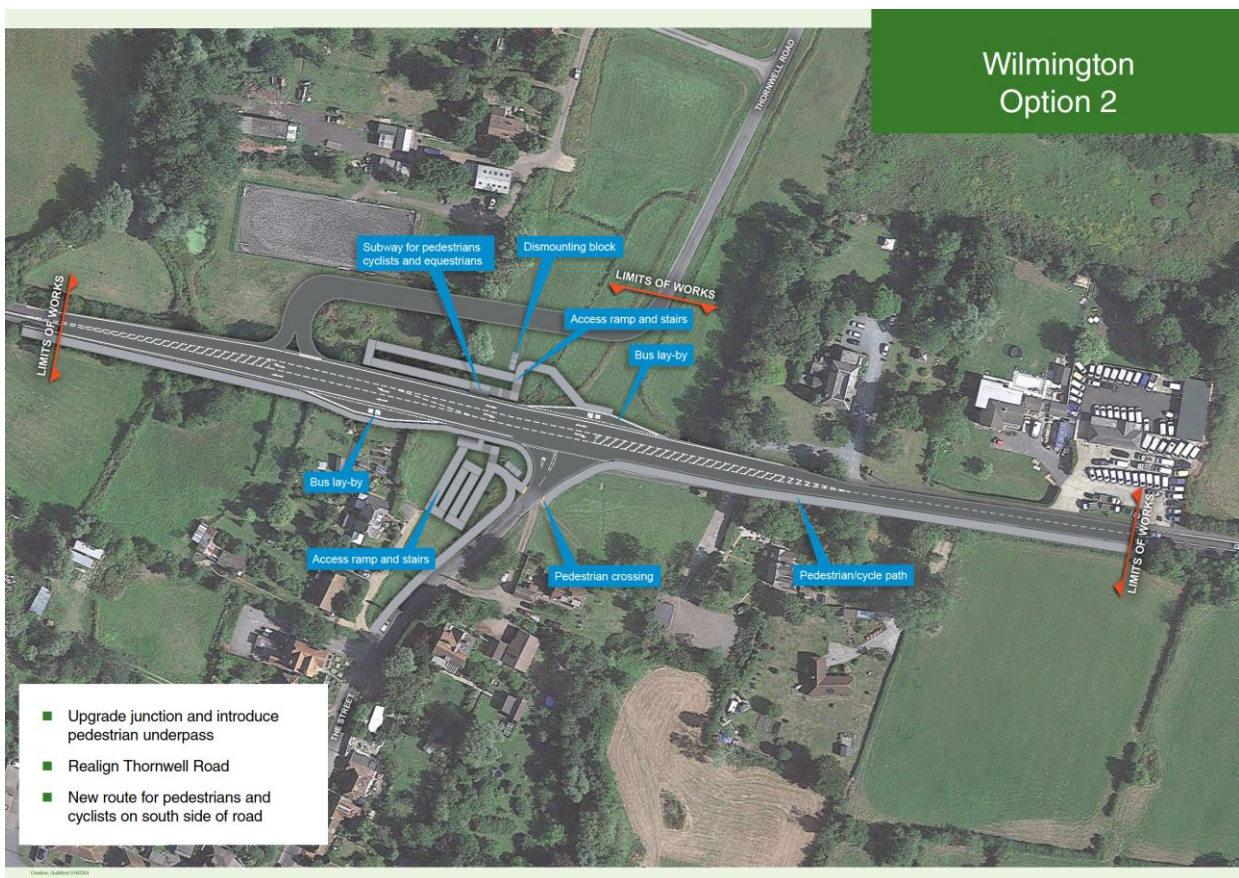 Wilmington
Option 2
THORNWELL ROAD
Subway for pedestrians
cyclists and equestrians
Dismounting block
LIMITS OF WORKS
LIMITS OF WORKS
Access ramp and stairs
Bus lay-by
Bus lay-by
Access ramp and stairs
Pedestrian crossing
Pedestrian/cycle path
LIMITS OF WORKS
THE STREET
Upgrade junction and introduce
pedestrian underpass
Realign Thornwell Road
New route for pedestrians and
cyclists on south side of road